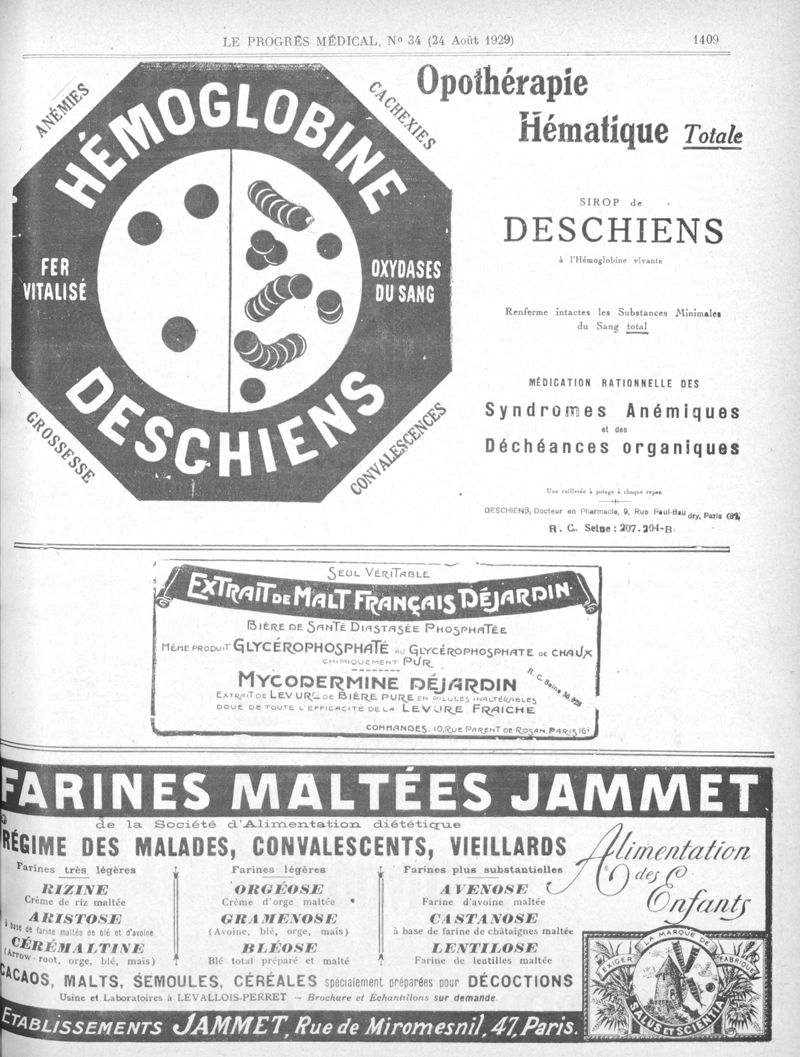 LE PROGRÈS MÉDICAL, Nº 34 (24 Août 1929)
1409
ANÉMIES
CACHEXIES
HÉMOGLOBINE
FER
VITALISÉ
OXYDASES
DU SANG
DESCHIENS
GROSSESSE
CONVALESCENCES
Opothérapie
Hématique Totale
SIROP de
DESCHIENS
à l'Hémoglobine vivante
Renferme intactes les Substances Minimales
du Sang total
MÉDICATION RATIONNELLE DES
Syndromes Anémiques
et des
Déchéances organiques
Une cuillerée à potage à chaque repas.
DESCHIENS, Docteur en Pharmacie, 9, Rue Paul-Baudry, Paris (8e)
R. C. Seine : 207.204-B
SEUL VÉRITABLE
EXTRAIT DE MALT FRANÇAIS DÉJARDIN
BIÈRE DE SANTÉ DIASTASÉE PHOSPHATÉE
MÊME PRODUIT GLYCÉROPHOSPHATÉ AU GLYCÉROPHOSPHATE DE CHAUX
CHIMIQUEMENT PUR
MYCODERMINE DÉJARDIN
R. C. Seine
EXTRAIT DE LEVURE DE BIÈRE PURE EN PILULES INALTÉRABLES
DOUÉ DE TOUTE L'EFFICACITÉ DE LA LEVURE FRAICHE
COMMANDES: 10, RUE PARENT DE ROSAN, PARIS 16e
FARINES MALTÉES JAMMET
de la Société d'Alimentation diététique
RÉGIME DES MALADES, CONVALESCENTS, VIEILLARDS
Alimentation
des
Enfants
Farines très légères
RIZINE
Crème de riz maltée
ARISTOSE
à base de farine maltée de blé et d'avoine
CÉRÉMALTINE
(Arrow-root, orge, blé, maïs)
Farines légères
ORGÉOSE
Crème d'orge maltée
GRAMENOSE
(Avoine, blé, orge, maïs)
BLÉOSE
Blé total préparé et malté
Farines plus substantielles
AVENOSE
Farine d'avoine maltée
CASTANOSE
à base de farine de châtaignes maltée
LENTILOSE
Farine de lentilles maltée
CACAOS, MALTS, SEMOULES, CÉRÉALES spécialement préparées pour DÉCOCTIONS
Usine et Laboratoires à LEVALLOIS-PERRET – Brochure et Échantillons sur demande
ETABLISSEMENTS JAMMET, Rue de Miromesnil, 47, Paris.
EXIGER
LA MARQUE DE
FABRIQUE
SALUS ET SCIENTIA